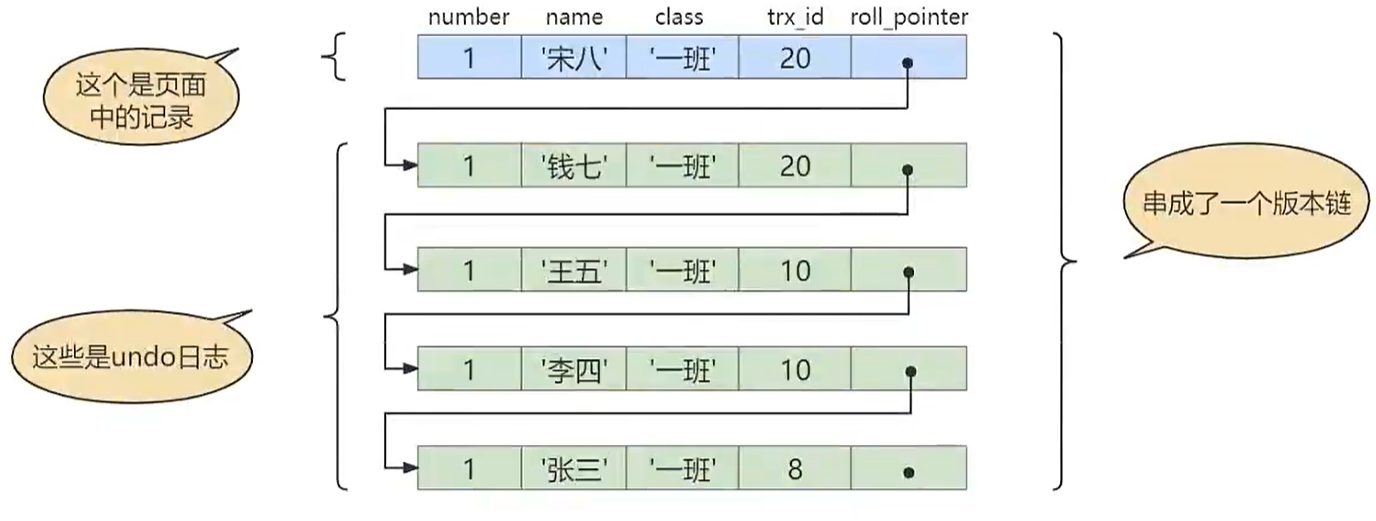 number name class trx_id roll_pointer
1 '宋八' '一班' 20
这个是页面
中的记录
1 '钱七' '一班' 20
串成了一个版本链
1 '王五' '一班' 10
这些是undo日志
1 '李四' '一班' 10
1 '张三' '一班' 8